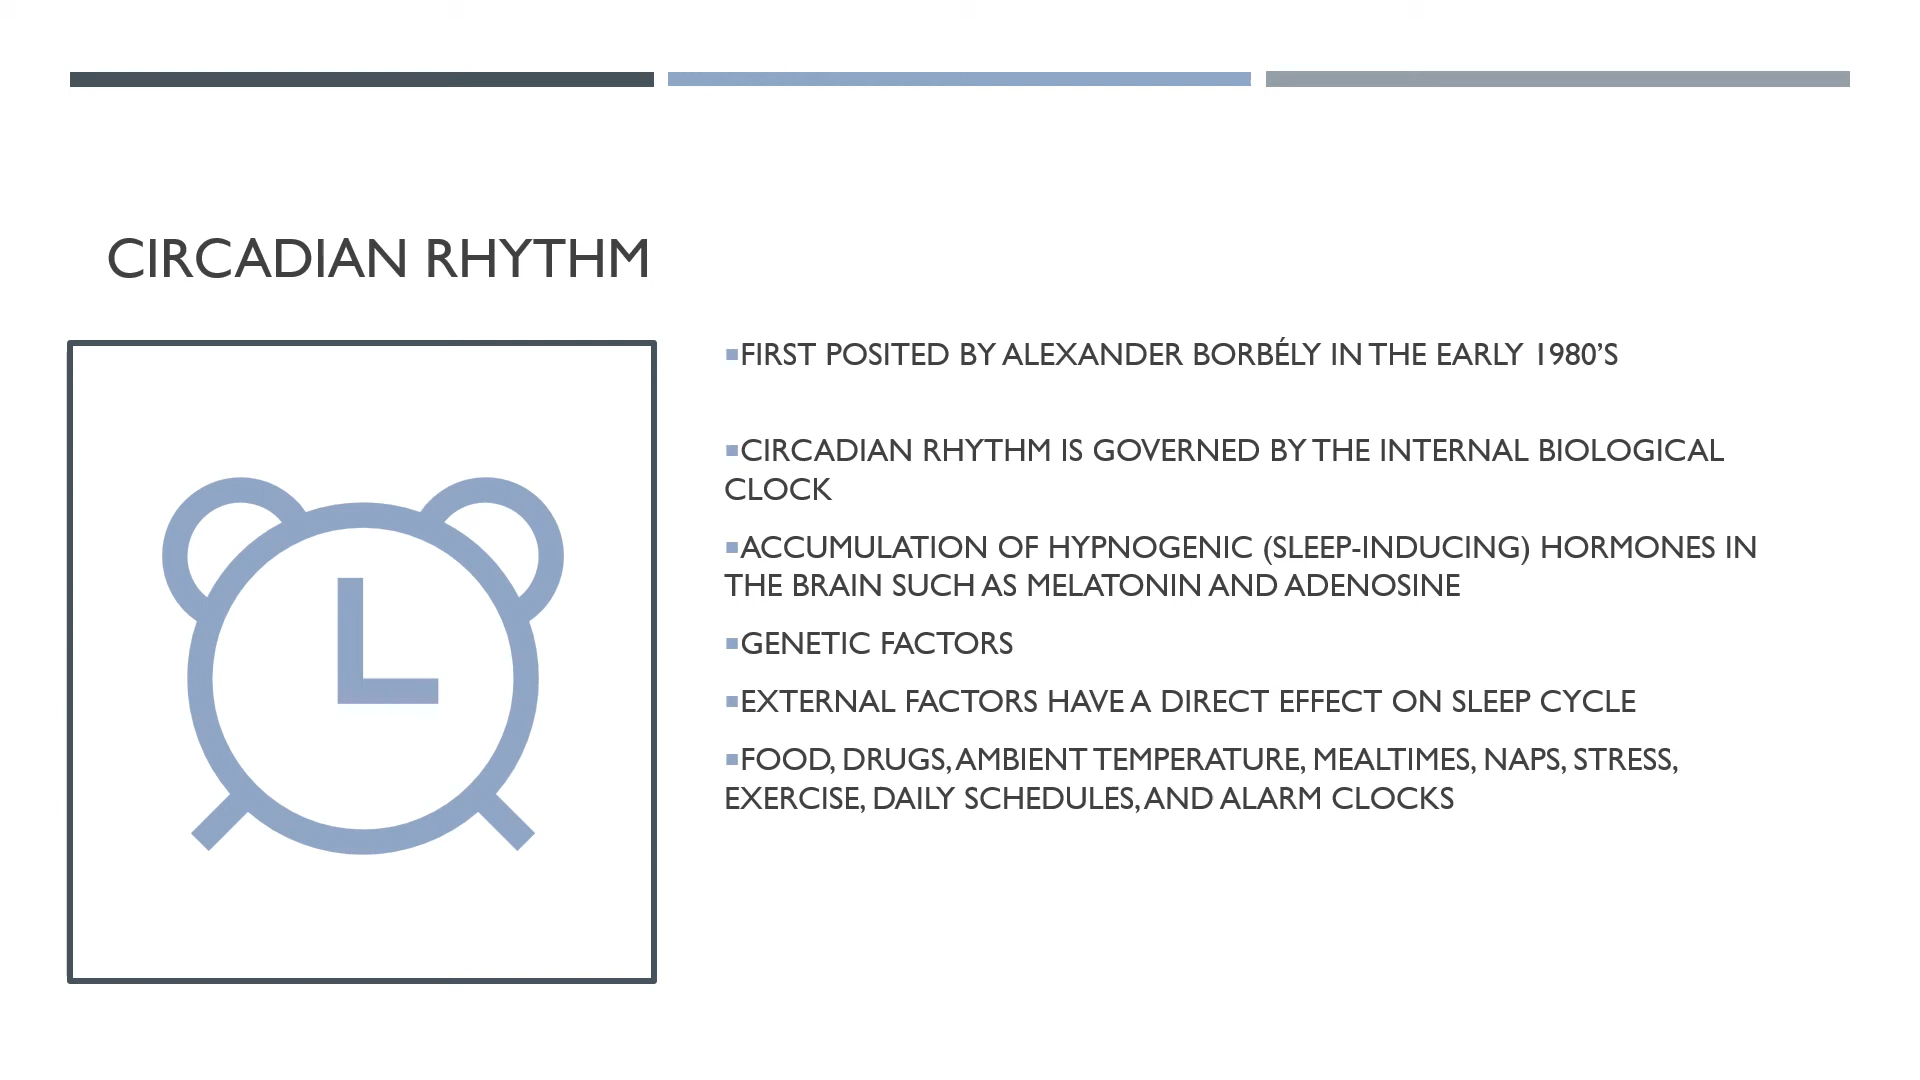 CIRCADIAN RHYTHM
FIRST POSITED BY ALEXANDER BORBÉLY IN THE EARLY 1980’S
CIRCADIAN RHYTHM IS GOVERNED BY THE INTERNAL BIOLOGICAL
CLOCK
ACCUMULATION OF HYPNOGENIC (SLEEP-INDUCING) HORMONES IN
THE BRAIN SUCH AS MELATONIN AND ADENOSINE
GENETIC FACTORS
EXTERNAL FACTORS HAVE A DIRECT EFFECT ON SLEEP CYCLE
FOOD, DRUGS, AMBIENT TEMPERATURE, MEALTIMES, NAPS, STRESS,
EXERCISE, DAILY SCHEDULES, AND ALARM CLOCKS